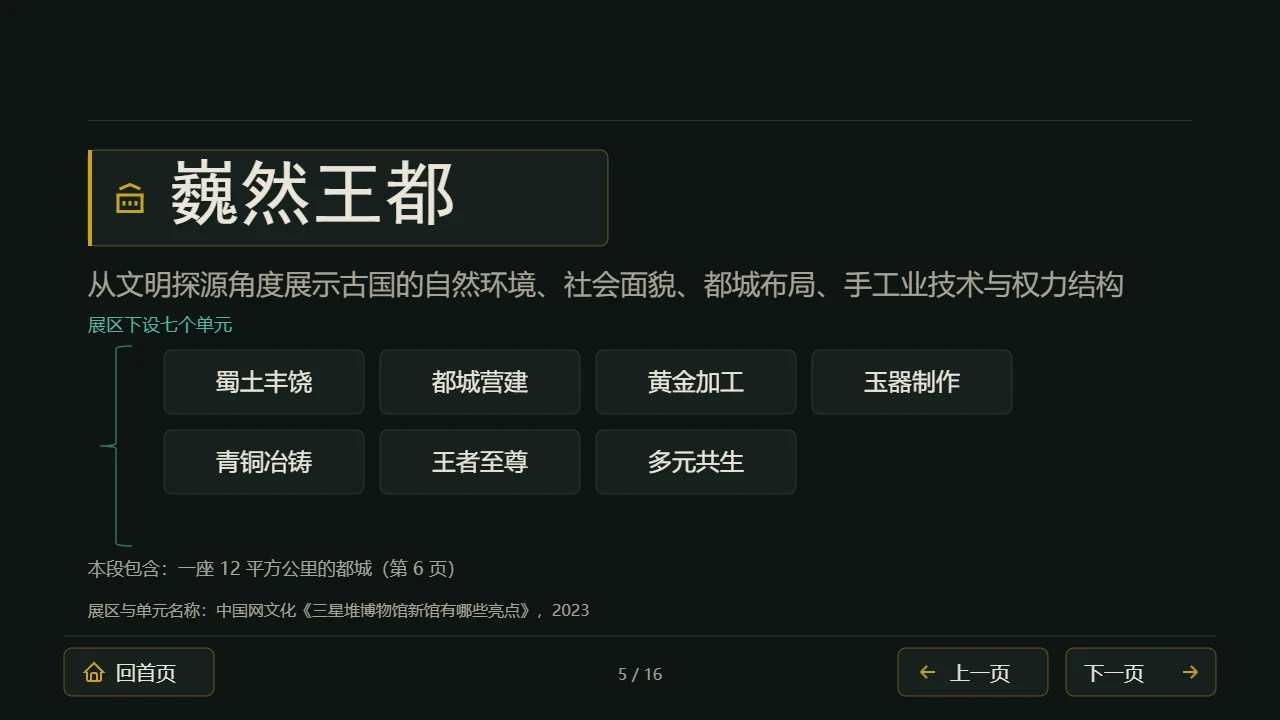 巍然王都
从文明探源角度展示古国的自然环境、社会面貌、都城布局、手工业技术与权力结构
展区下设七个单元
蜀土丰饶 都城营建 黄金加工 玉器制作
青铜冶铸 王者至尊 多元共生
本段包含：一座 12 平方公里的都城（第 6 页）
展区与单元名称：中国网文化《三星堆博物馆新馆有哪些亮点》，2023
回首页 5 / 16 上一页 下一页